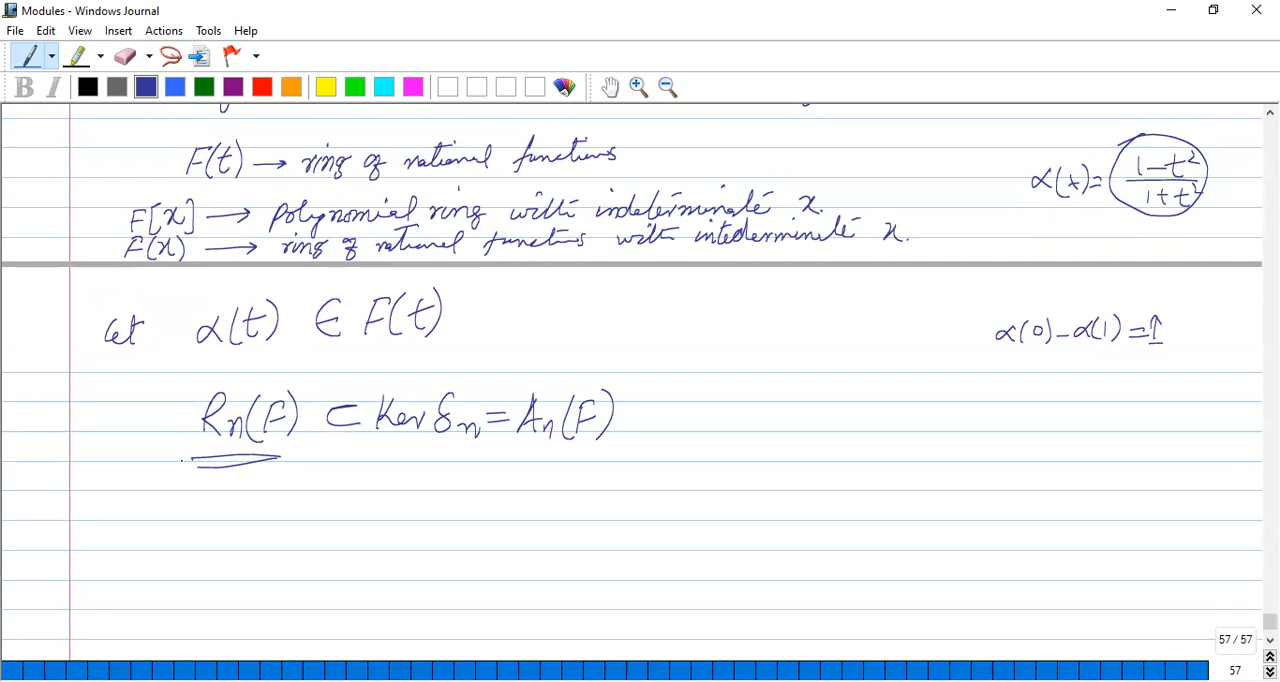 Modules - Windows Journal
File Edit View Insert Actions Tools Help
B I
F(t) → ring of rational functions
α(x) = 1-t²/1+t²
F[x] → polynomial ring with indeterminate x.
F(x) → ring of rational functions with intederminate x.
let α(t) ∈ F(t)
α(0) - α(1) = 1
Rn(F) ⊂ Ker δn = An(F)
57 / 57
57